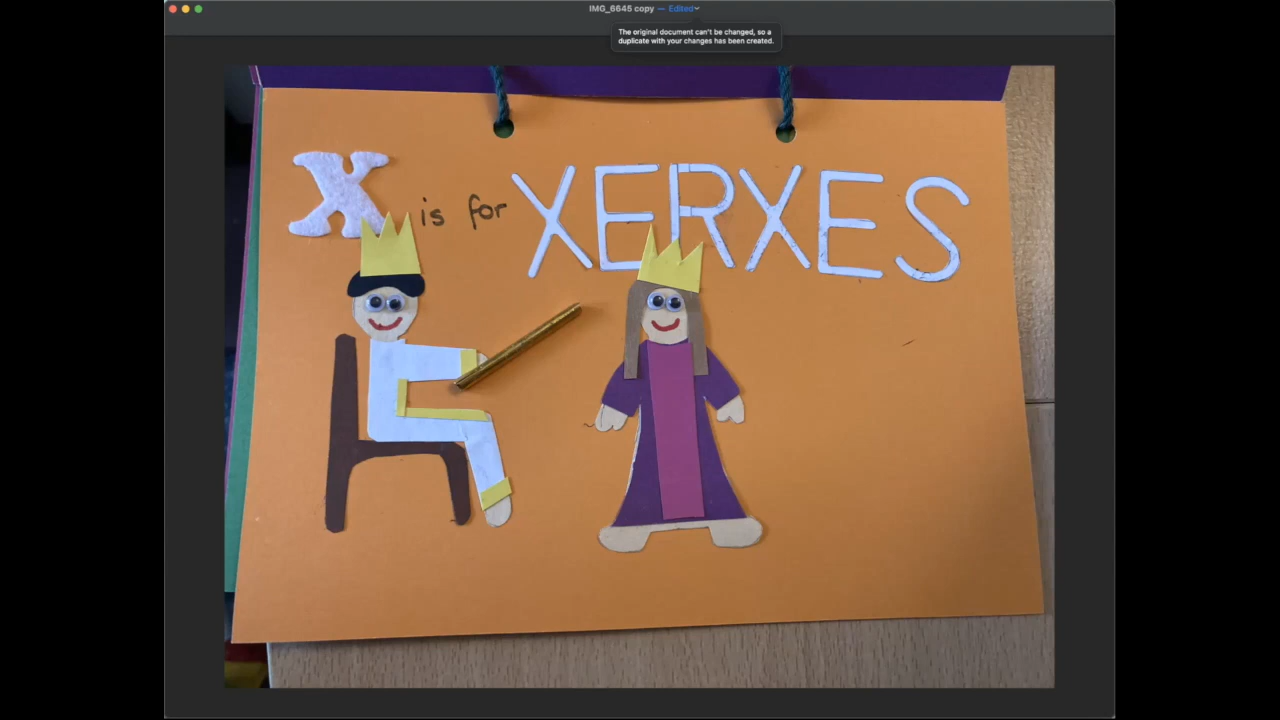 IMG_6645 copy — Edited
The original document can't be changed, so a
duplicate with your changes has been created.
X is for XERXES